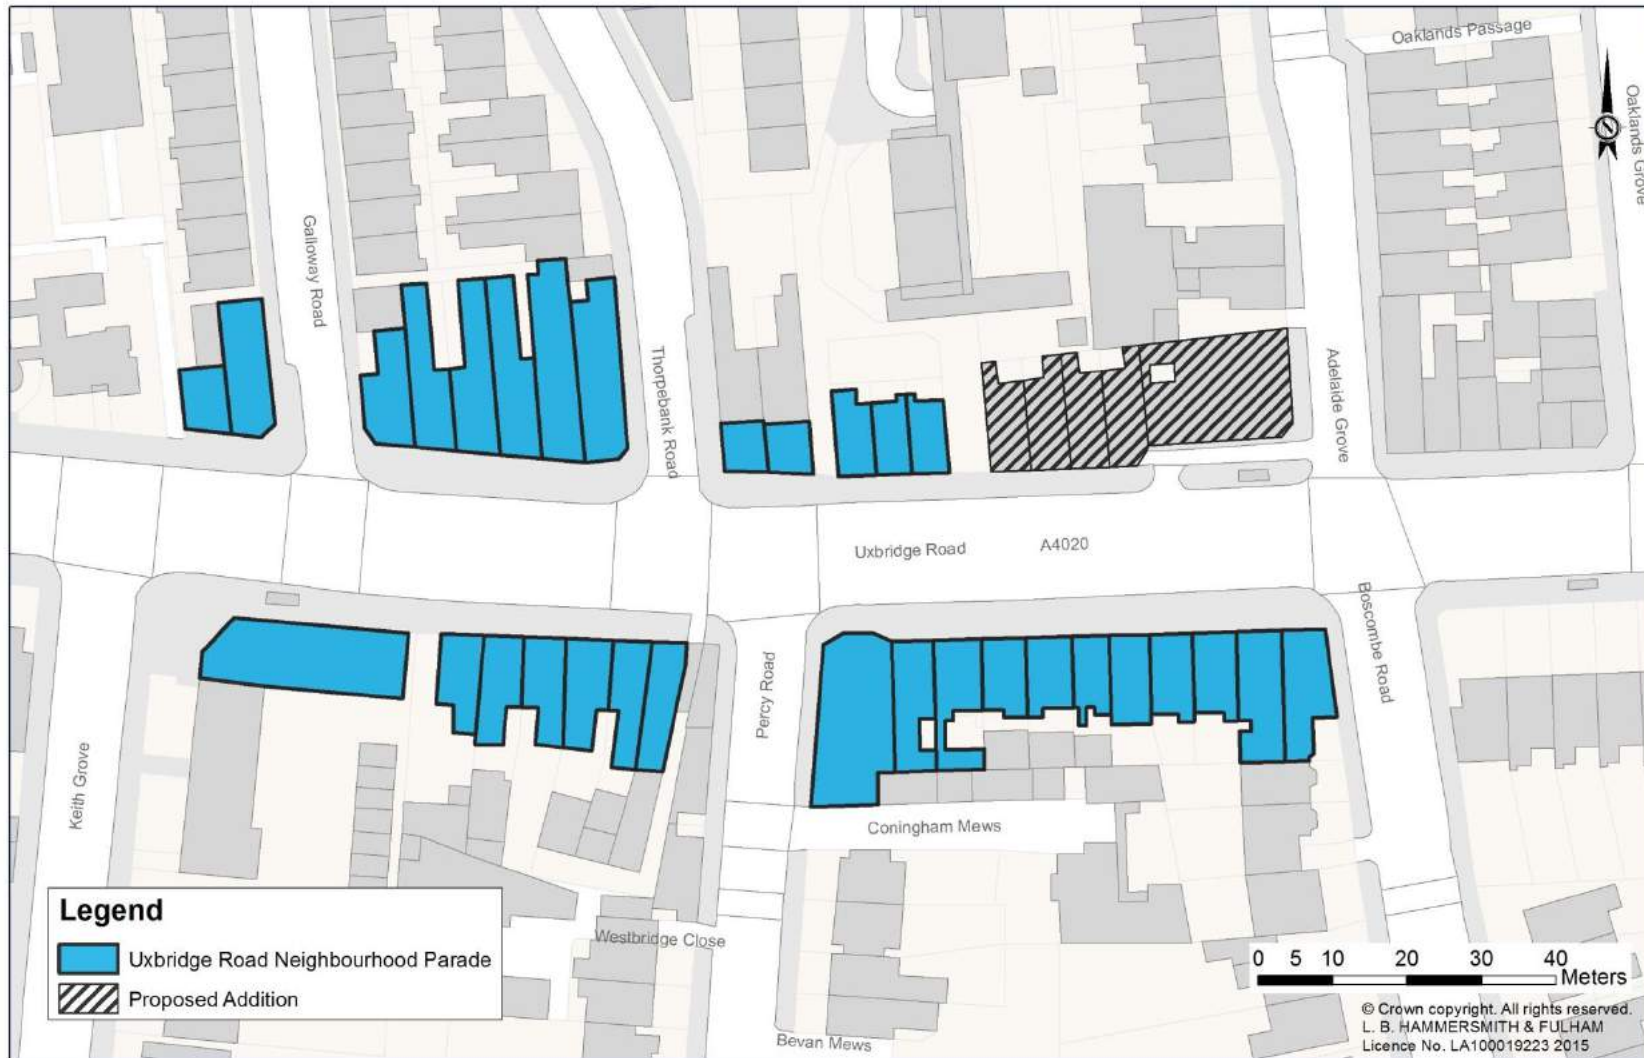 Oaklands Passage
Oaklands Grove
Galloway Road
Thorpebank Road
Adelaide Grove
Uxbridge Road A4020
Boscombe Road
Percy Road
Keith Grove
Coningham Mews
Westbridge Close
Bevan Mews
Legend
Uxbridge Road Neighbourhood Parade
Proposed Addition
0 5 10 20 30 40
Meters
© Crown copyright. All rights reserved.
L. B. HAMMERSMITH & FULHAM
Licence No. LA100019223 2015